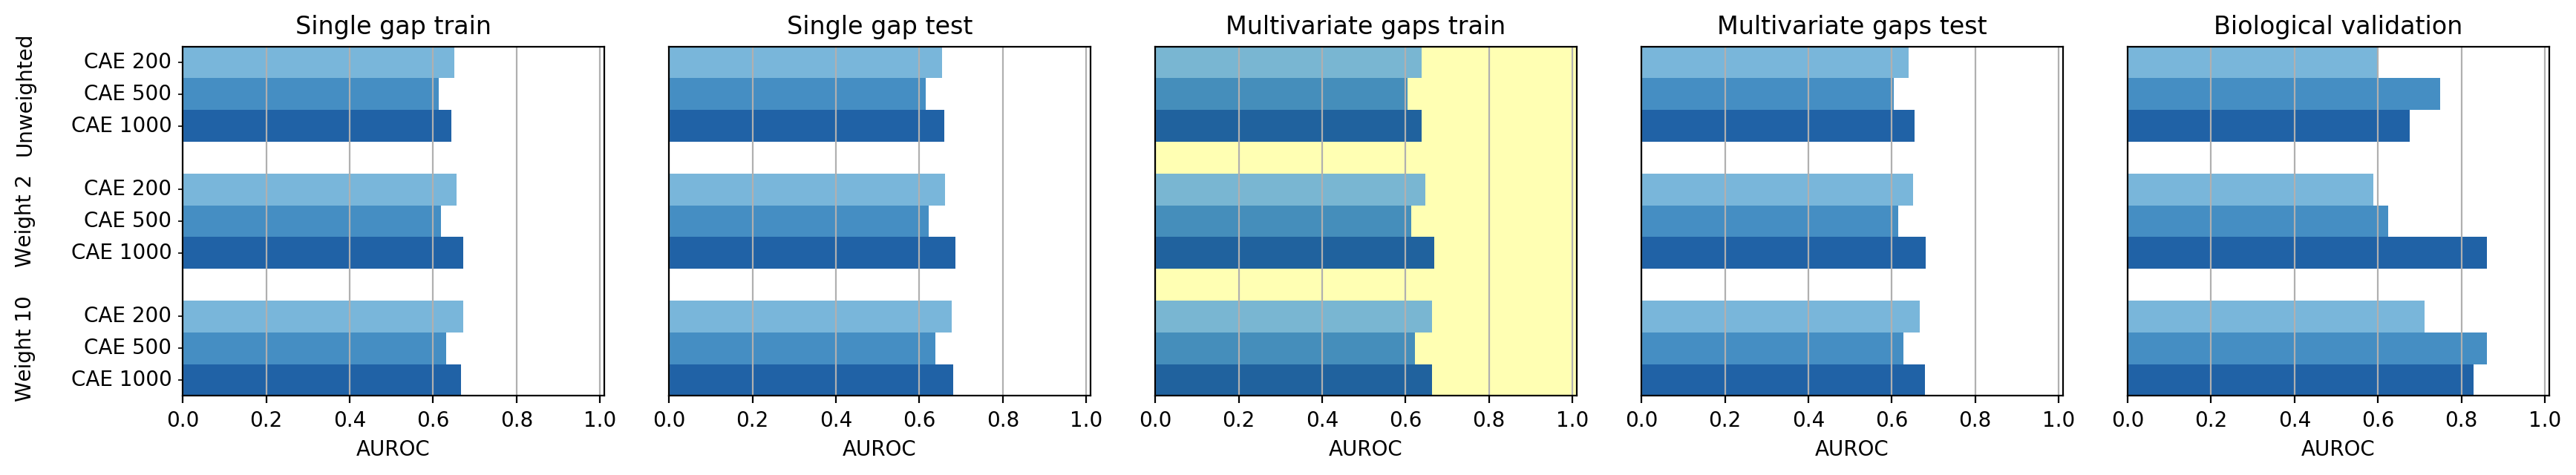 Single gap train
Single gap test
Multivariate gaps train
Multivariate gaps test
Biological validation
Unweighted
CAE 200
CAE 500
CAE 1000
Weight 2
CAE 200
CAE 500
CAE 1000
Weight 10
CAE 200
CAE 500
CAE 1000
0.0 0.2 0.4 0.6 0.8 1.0
0.0 0.2 0.4 0.6 0.8 1.0
0.0 0.2 0.4 0.6 0.8 1.0
0.0 0.2 0.4 0.6 0.8 1.0
0.0 0.2 0.4 0.6 0.8 1.0
AUROC
AUROC
AUROC
AUROC
AUROC